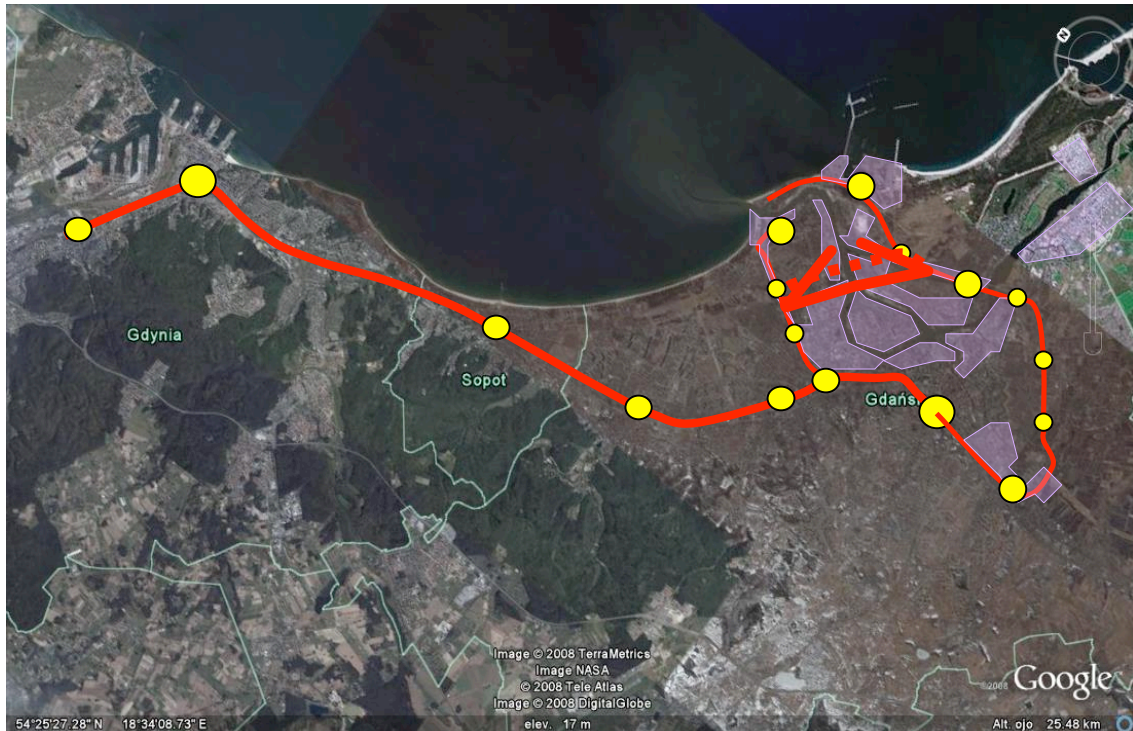 N
Gdynia
Sopot
Gdańs
Image © 2008 TerraMetrics
Image NASA
© 2008 Tele Atlas
Image © 2008 DigitalGlobe
©2008 Google
54°25'27.28" N 18°34'08.73" E elev. 17 m Alt. ojo 25.48 km